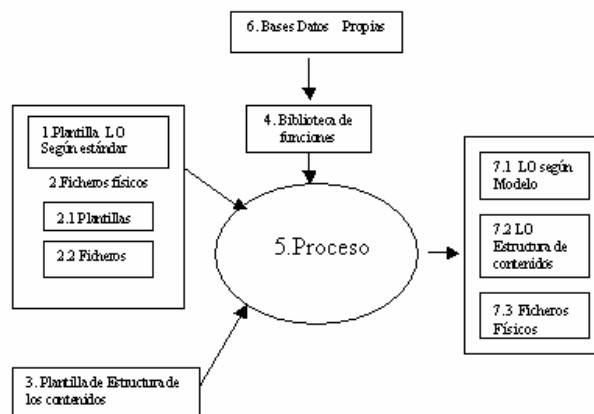 6. Bases Datos Propias
1.Plantilla LO
Según estándar
2.Ficheros físicos
2.1 Plantillas
2.2 Ficheros
4. Biblioteca de
funciones
5.Proceso
7.1 LO según
Modelo
7.2 LO
Estructura de
contenidos
7.3 Ficheros
Físicos
3. Plantilla de Estructura de
los contenidos